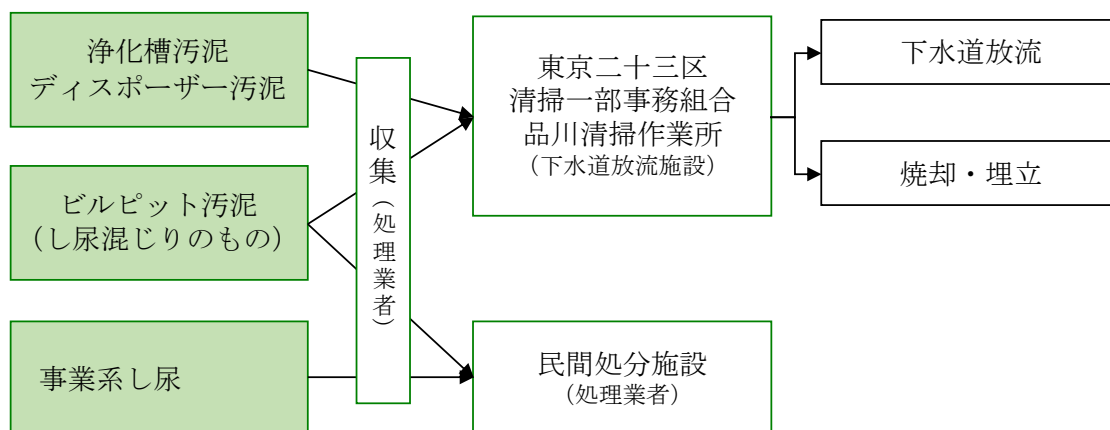 浄化槽汚泥
ディスポーザー汚泥
ビルピット汚泥
(し尿混じりのもの)
事業系し尿
収集(処理業者)
東京二十三区
清掃一部事務組合
品川清掃作業所
(下水道放流施設)
民間処分施設
(処理業者)
下水道放流
焼却・埋立